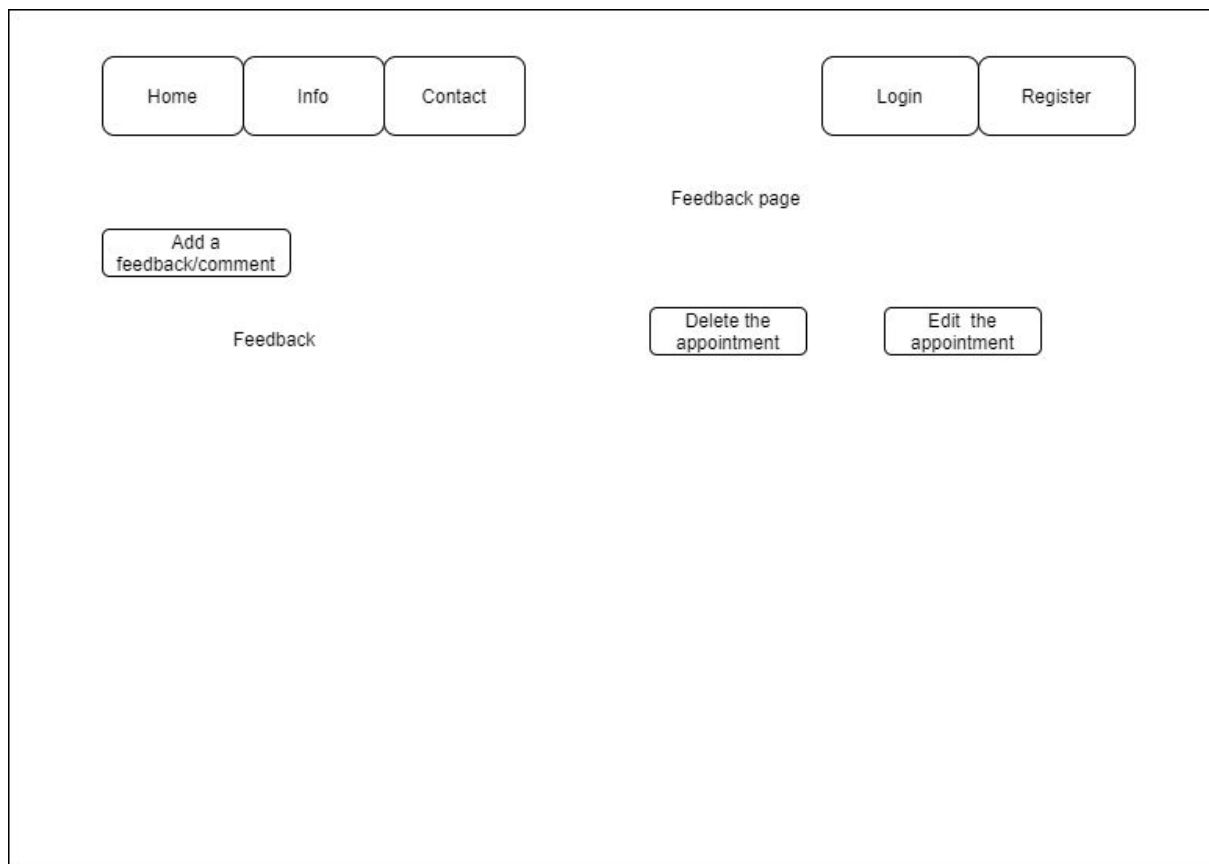 Home
Info
Contact
Login
Register
Feedback page
Add a
feedback/comment
Feedback
Delete the
appointment
Edit  the
appointment